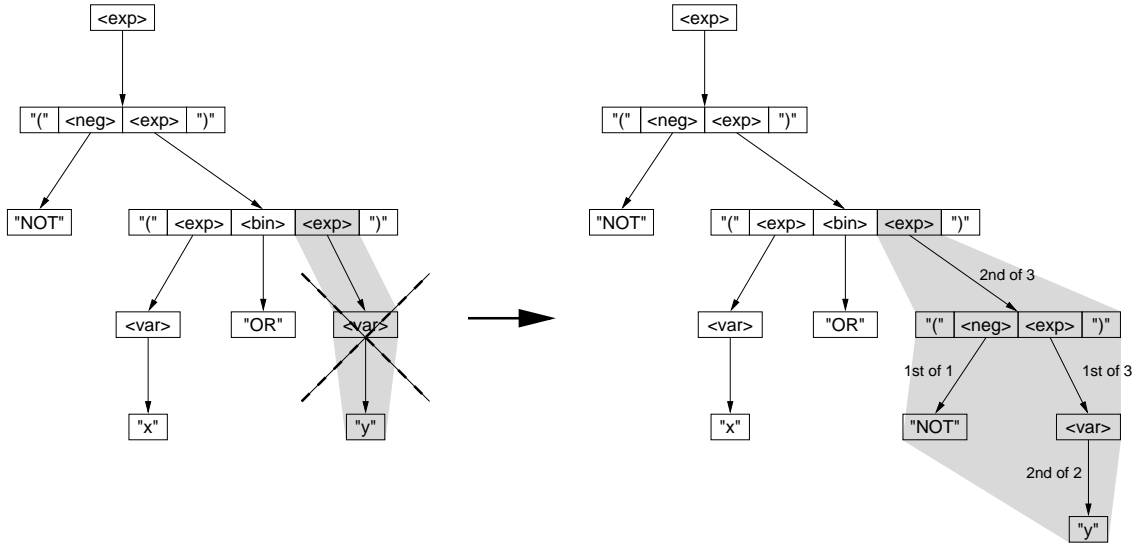 <exp> <exp>
"(" <neg> <exp> ")" "(" <neg> <exp> ")"
"NOT" "(" <exp> <bin> <exp> ")" "NOT" "(" <exp> <bin> <exp> ")"
2nd of 3
<var> "OR" <var> <var> "OR" "(" <neg> <exp> ")"
1st of 1 1st of 3
"x" "y" "x" "NOT" <var>
2nd of 2
"y"